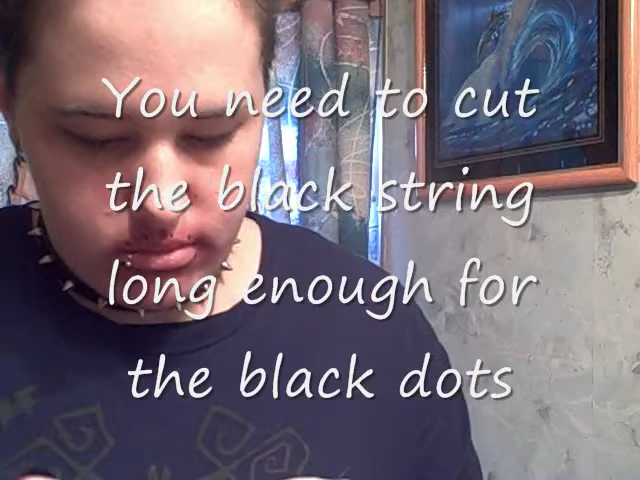 You need to cut
the black string
long enough for
the black dots